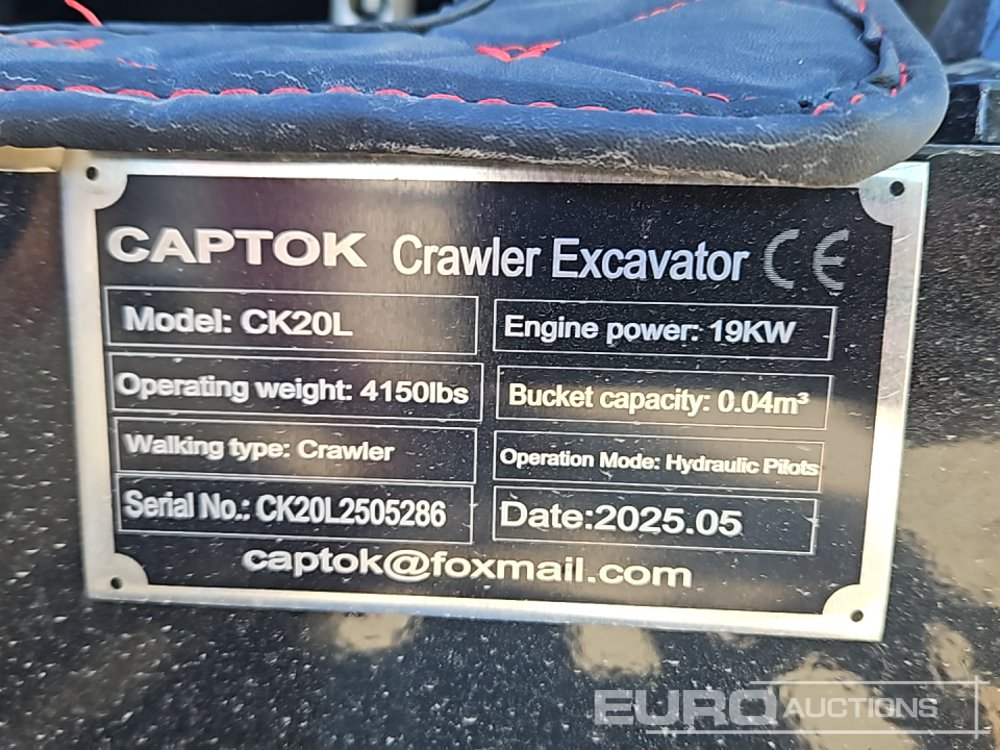 CAPTOK Crawler Excavator CE
Model: CK20L
Engine power: 19KW
Operating weight: 4150lbs
Bucket capacity: 0.04m³
Walking type: Crawler
Operation Mode: Hydraulic Pilots
Serial No.: CK20L2505286
Date:2025.05
captok@foxmail.com
EURO AUCTIONS